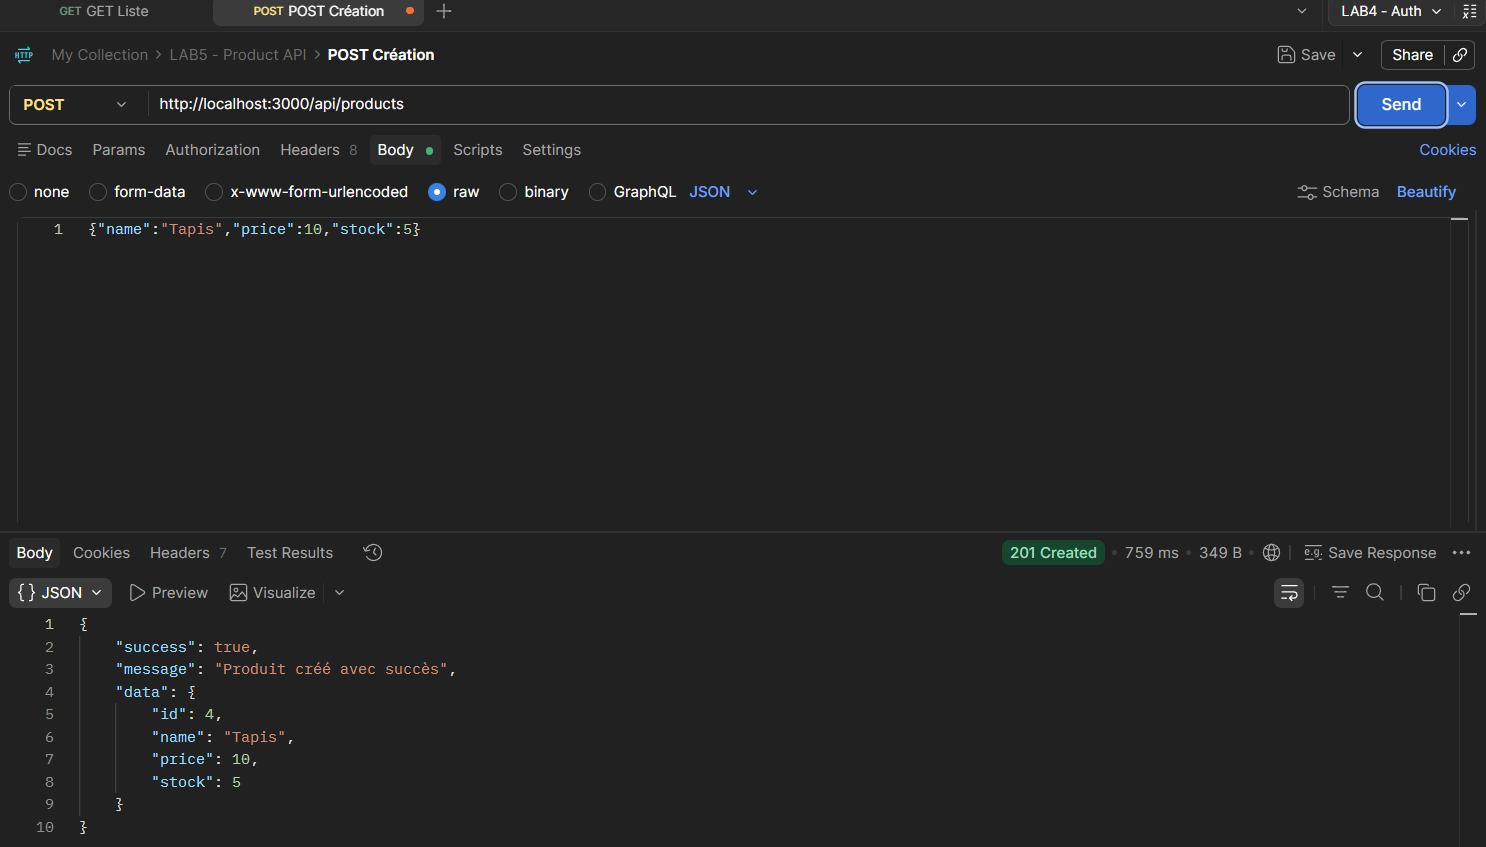 GET GET Liste POST POST Création LAB4 - Auth
HTTP My Collection > LAB5 - Product API > POST Création Save Share
POST http://localhost:3000/api/products Send
Docs Params Authorization Headers 8 Body Scripts Settings Cookies
none form-data x-www-form-urlencoded raw binary GraphQL JSON Schema Beautify
1 {"name":"Tapis","price":10,"stock":5}
Body Cookies Headers 7 Test Results 201 Created • 759 ms • 349 B • e.g. Save Response
{} JSON Preview Visualize
1 {
2 "success": true,
3 "message": "Produit créé avec succès",
4 "data": {
5 "id": 4,
6 "name": "Tapis",
7 "price": 10,
8 "stock": 5
9 }
10 }